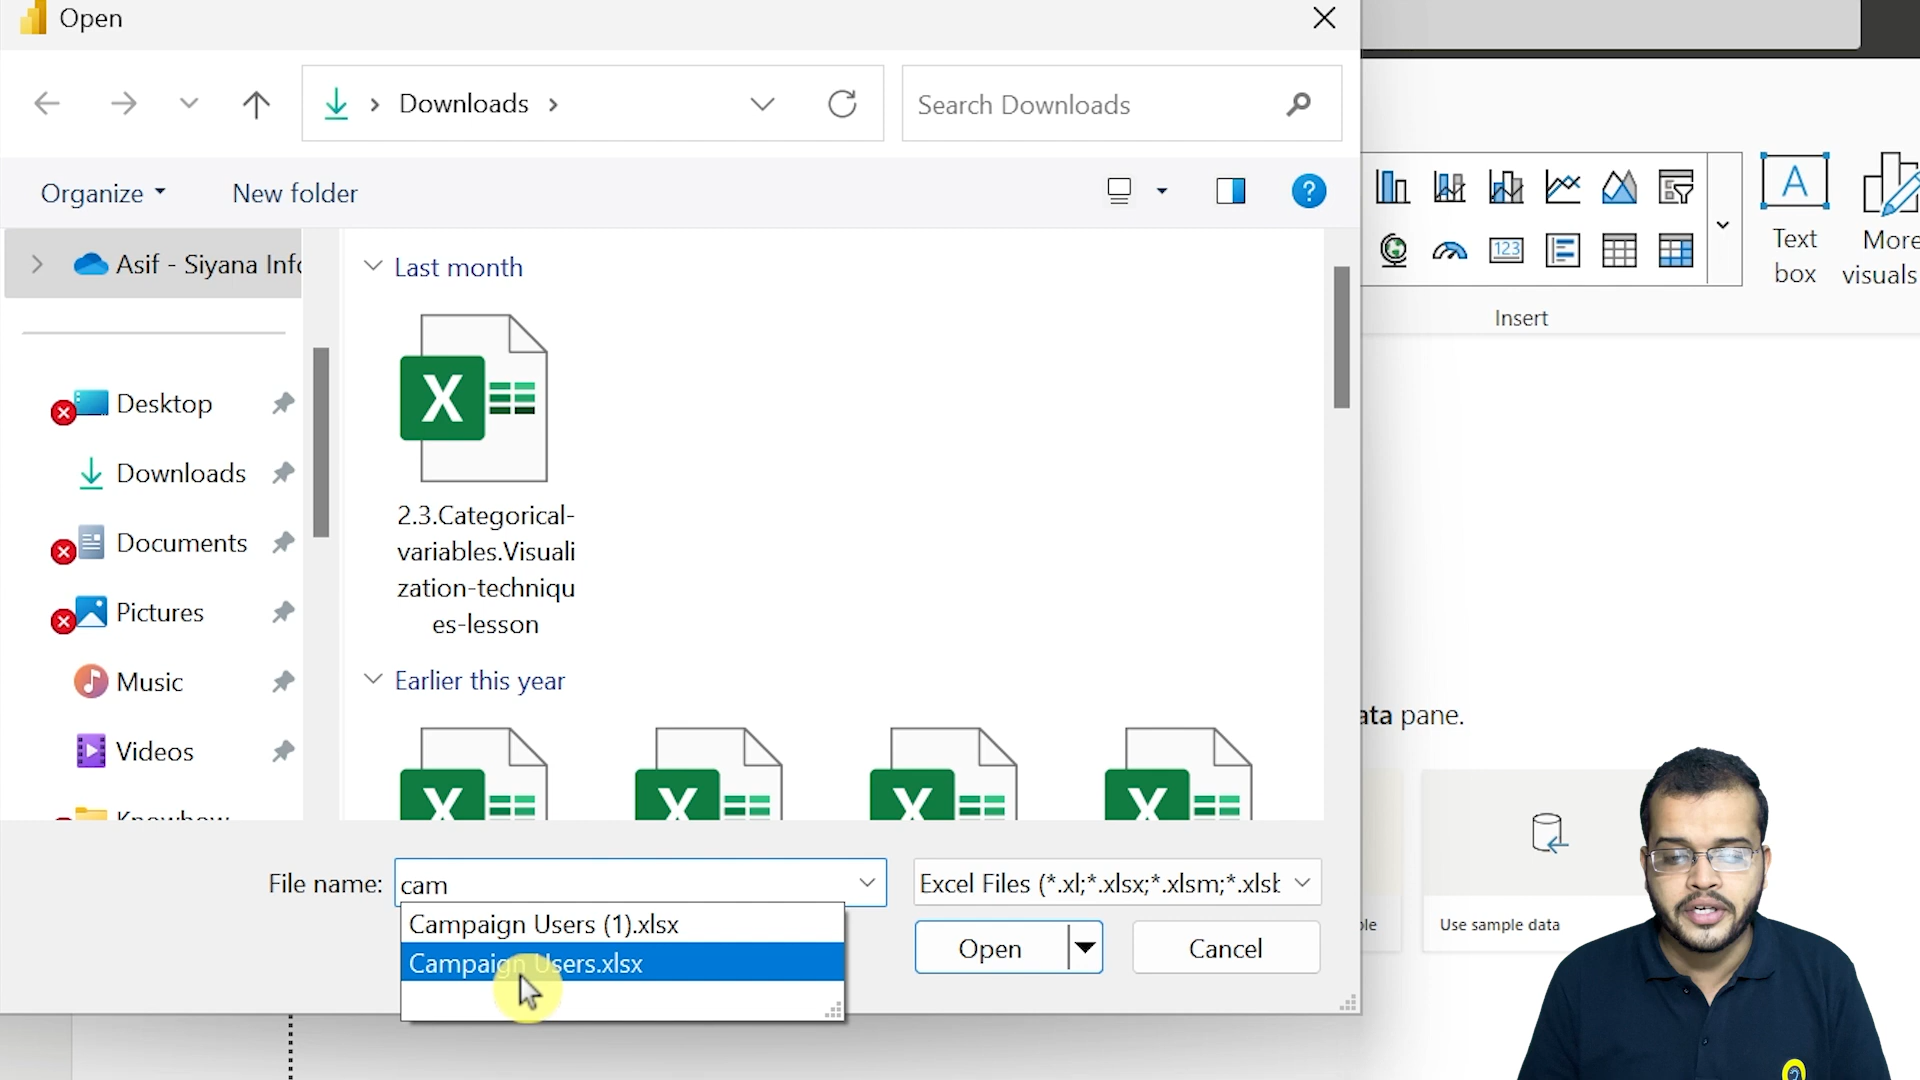 Open
Downloads
Search Downloads
Organize
New folder
Asif - Siyana Info
Desktop
Downloads
Documents
Pictures
Music
Videos
Knowhow
Last month
X
2.3.Categorical-
variables.Visuali
zation-techniqu
es-lesson
Earlier this year
X X X X
File name:
cam
Excel Files (*.xl;*.xlsx;*.xlsm;*.xlsb
Campaign Users (1).xlsx
Campaign Users.xlsx
Open
Cancel
123
A
Text
box
More
visuals
Insert
ata pane.
ple
Use sample data